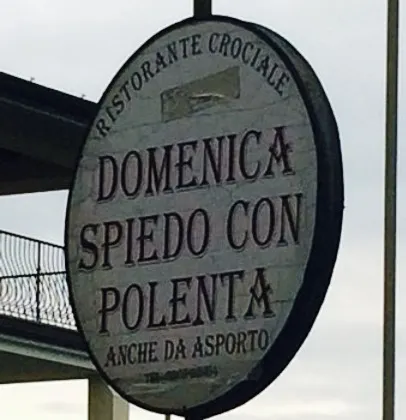 RISTORANTE CROCIALE
DOMENICA
SPIEDO CON
POLENTA
ANCHE DA ASPORTO